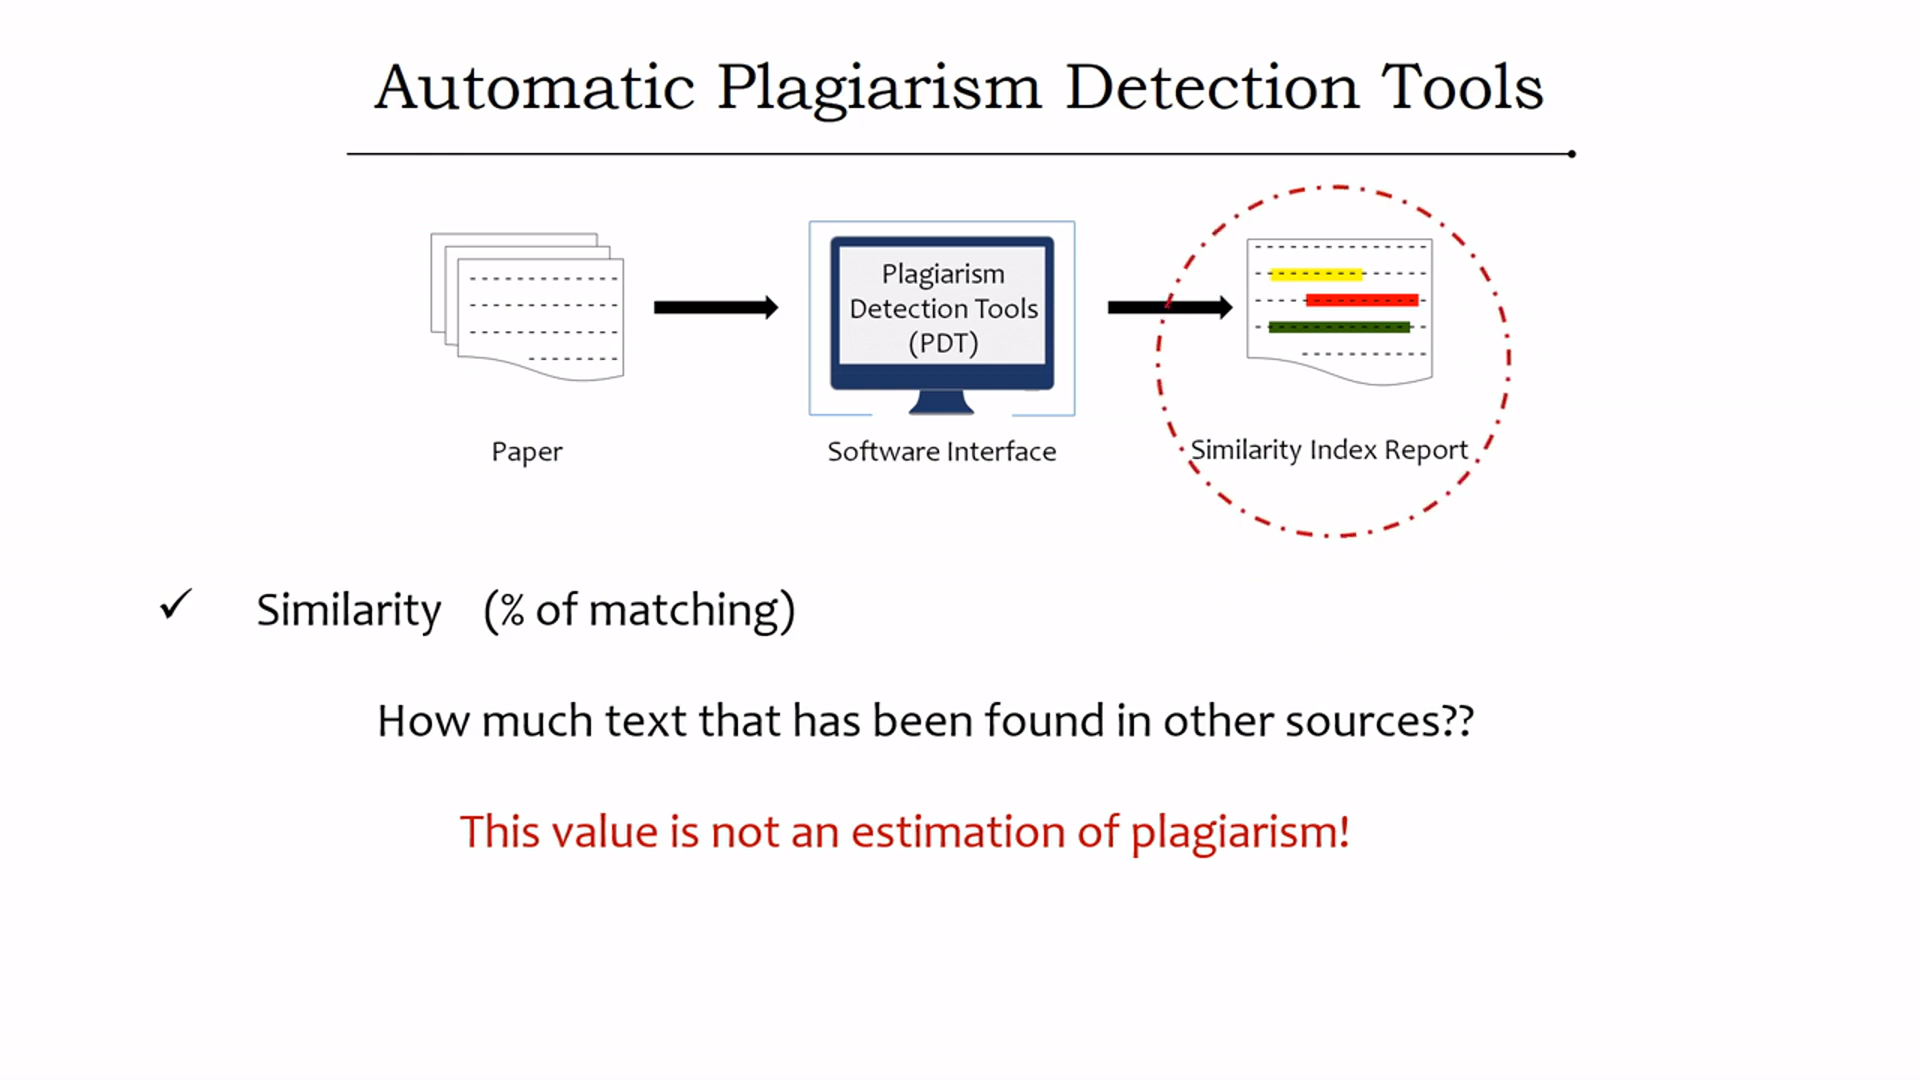 Automatic Plagiarism Detection Tools
Plagiarism
Detection Tools
(PDT)
Paper
Software Interface
Similarity Index Report
✓ Similarity (% of matching)
How much text that has been found in other sources??
This value is not an estimation of plagiarism!